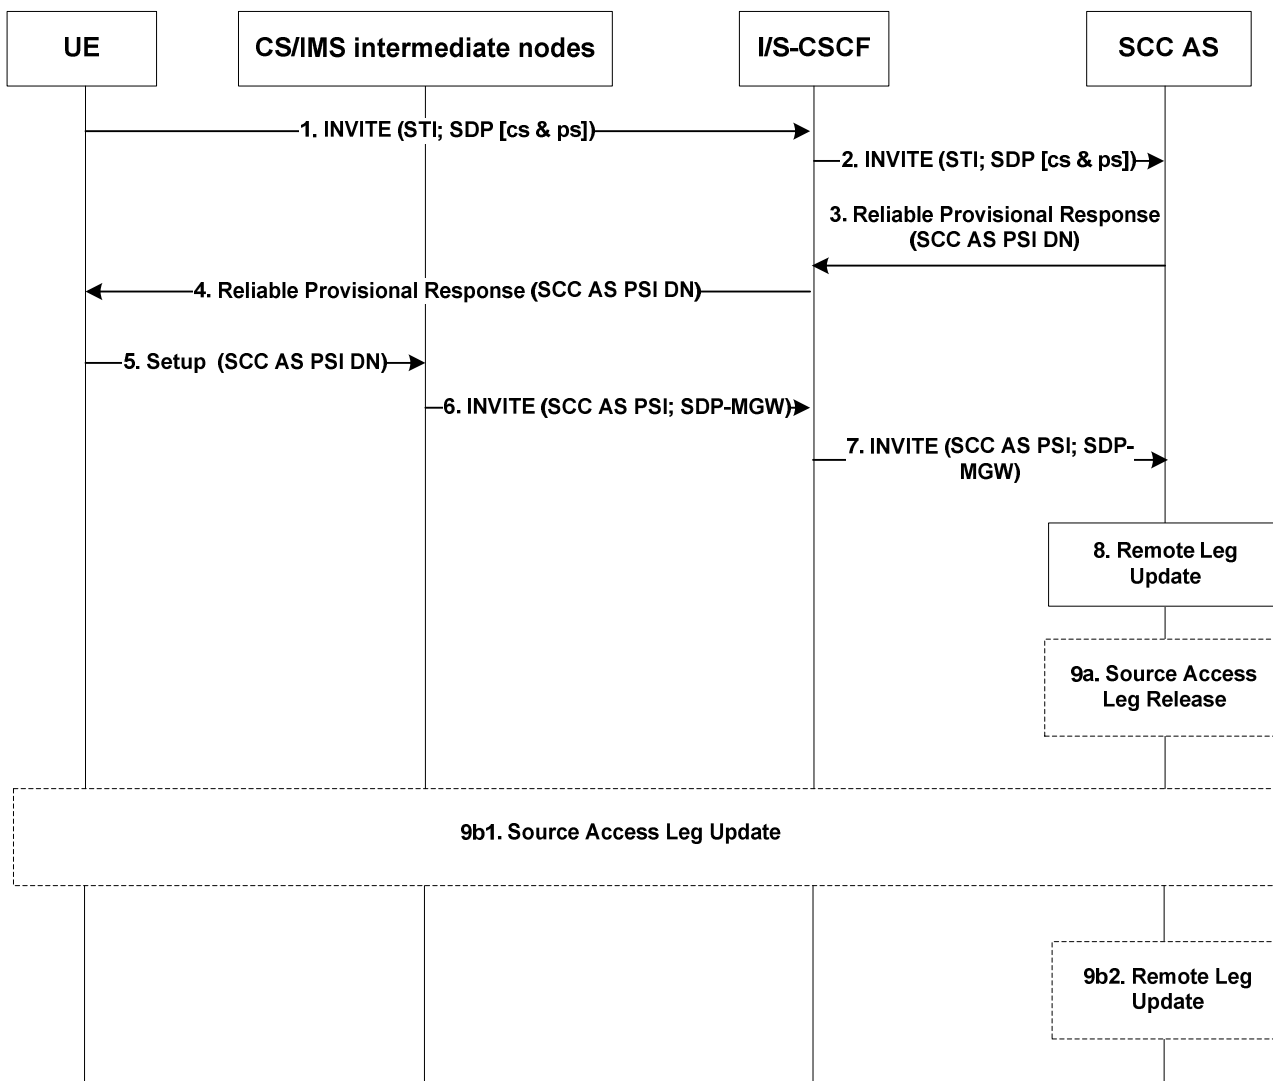 UE
CS/IMS intermediate nodes
I/S-CSCF
SCC AS
1. INVITE (STI; SDP [cs & ps])
2. INVITE (STI; SDP [cs & ps])
3. Reliable Provisional Response
(SCC AS PSI DN)
4. Reliable Provisional Response (SCC AS PSI DN)
5. Setup (SCC AS PSI DN)
6. INVITE (SCC AS PSI; SDP-MGW)
7. INVITE (SCC AS PSI; SDP-
MGW)
8. Remote Leg
Update
9a. Source Access
Leg Release
9b1. Source Access Leg Update
9b2. Remote Leg
Update